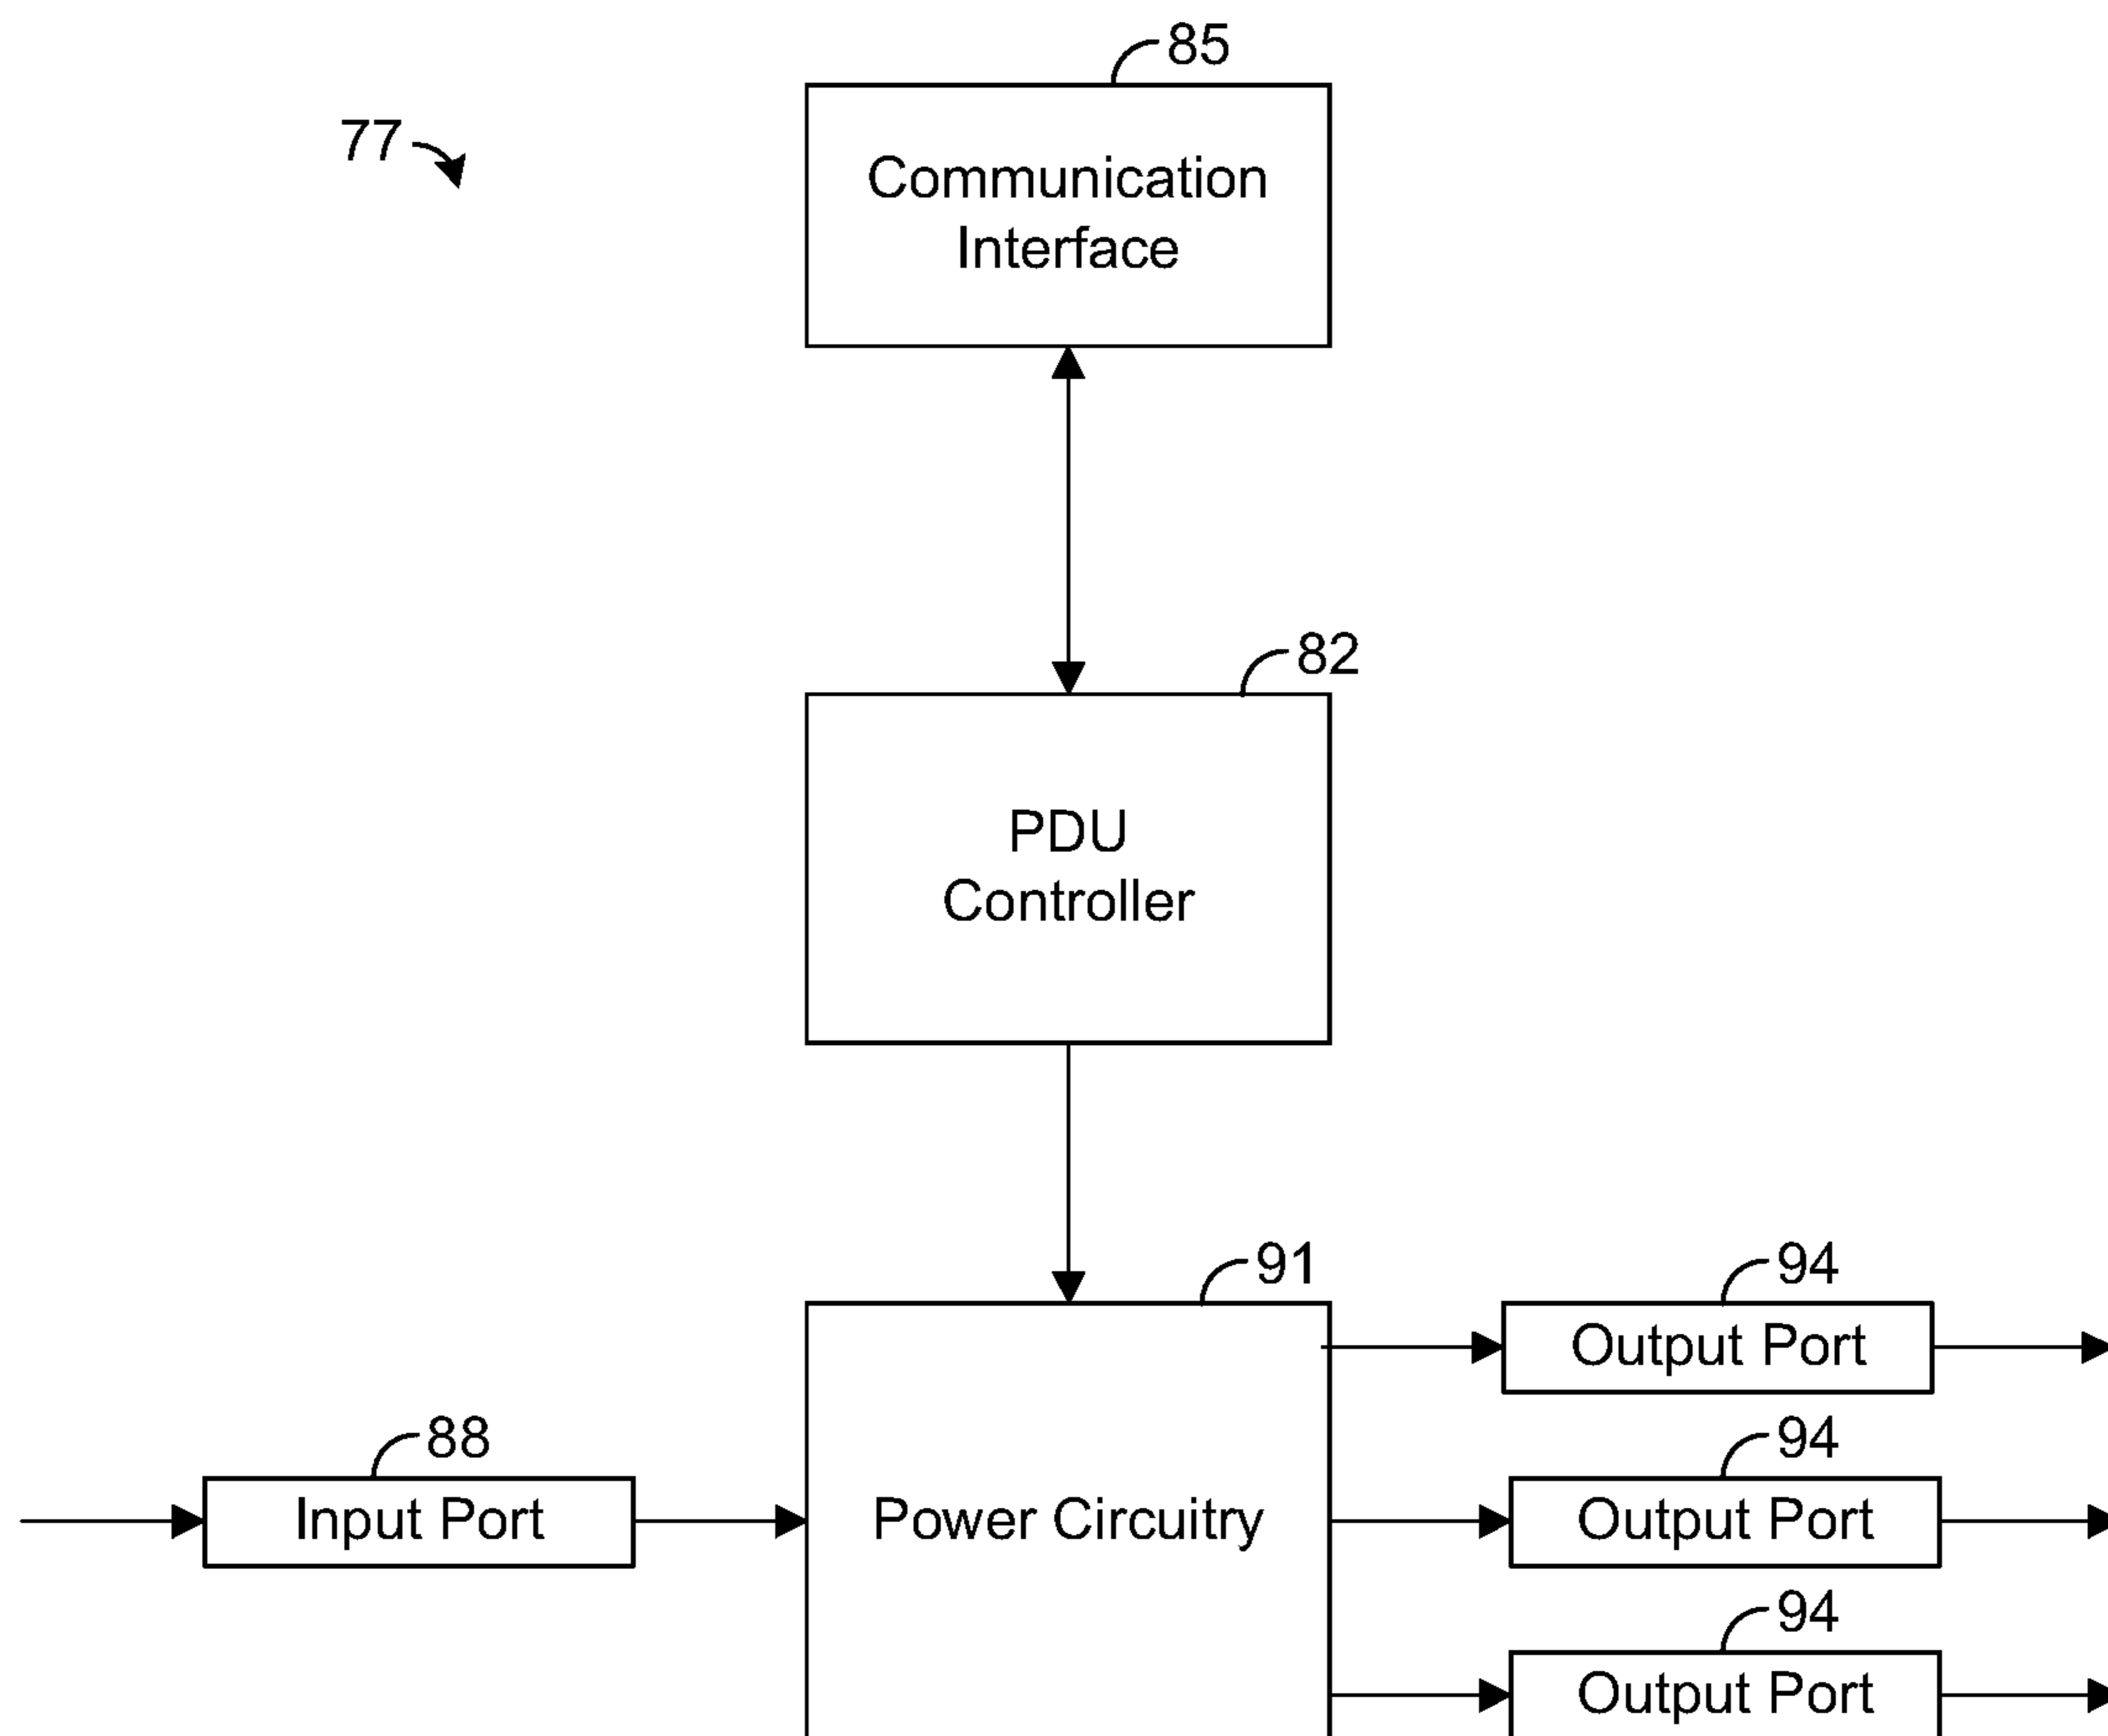 85
77
Communication
Interface
82
PDU
Controller
91
94
Output Port
88
94
Input Port
Power Circuitry
Output Port
94
Output Port